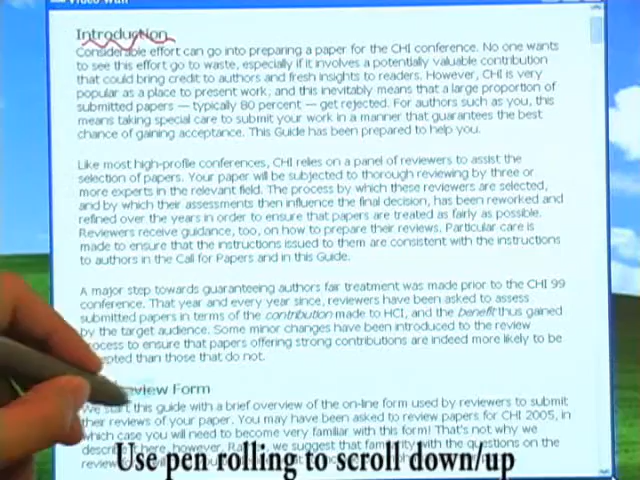 Video Wall
Introduction
Considerable effort can go into preparing a paper for the CHI conference. No one wants
to see this effort go to waste, especially if it involves a potentially valuable contribution
that could bring credit to authors and fresh insights to readers. However, CHI is very
popular as a place to present work, and this inevitably means that a large proportion of
submitted papers — typically 80 percent — get rejected. For authors such as you, this
means taking special care to submit your work in a manner that guarantees the best
chance of gaining acceptance. This Guide has been prepared to help you.
Like most high-profile conferences, CHI relies on a panel of reviewers to assist the
selection of papers. Your paper will be subjected to thorough reviewing by three or
more experts in the relevant field. The process by which these reviewers are selected,
and by which their assessments then influence the final decision, has been reworked and
refined over the years in order to ensure that papers are treated as fairly as possible.
Reviewers receive guidance, too, on how to prepare their reviews. Particular care is
made to ensure that the instructions issued to them are consistent with the instructions
to authors in the Call for Papers and in this Guide.
A major step towards guaranteeing authors fair treatment was made prior to the CHI 99
conference. That year and every year since, reviewers have been asked to assess
submitted papers in terms of the contribution made to HCI, and the benefit thus gained
by the target audience. Some minor changes have been introduced to the review
ocess to ensure that papers offering strong contributions are indeed more likely to be
epted than those that do not.
view Form
We start this guide with a brief overview of the on-line form used by reviewers to submit
their reviews of your paper. You may have been asked to review papers for CHI 2005, in
which case you will need to become very familiar with this form! That's not why we
describe it here, however, we suggest that familiarity with the questions on the
review
Use pen rolling to scroll down/up